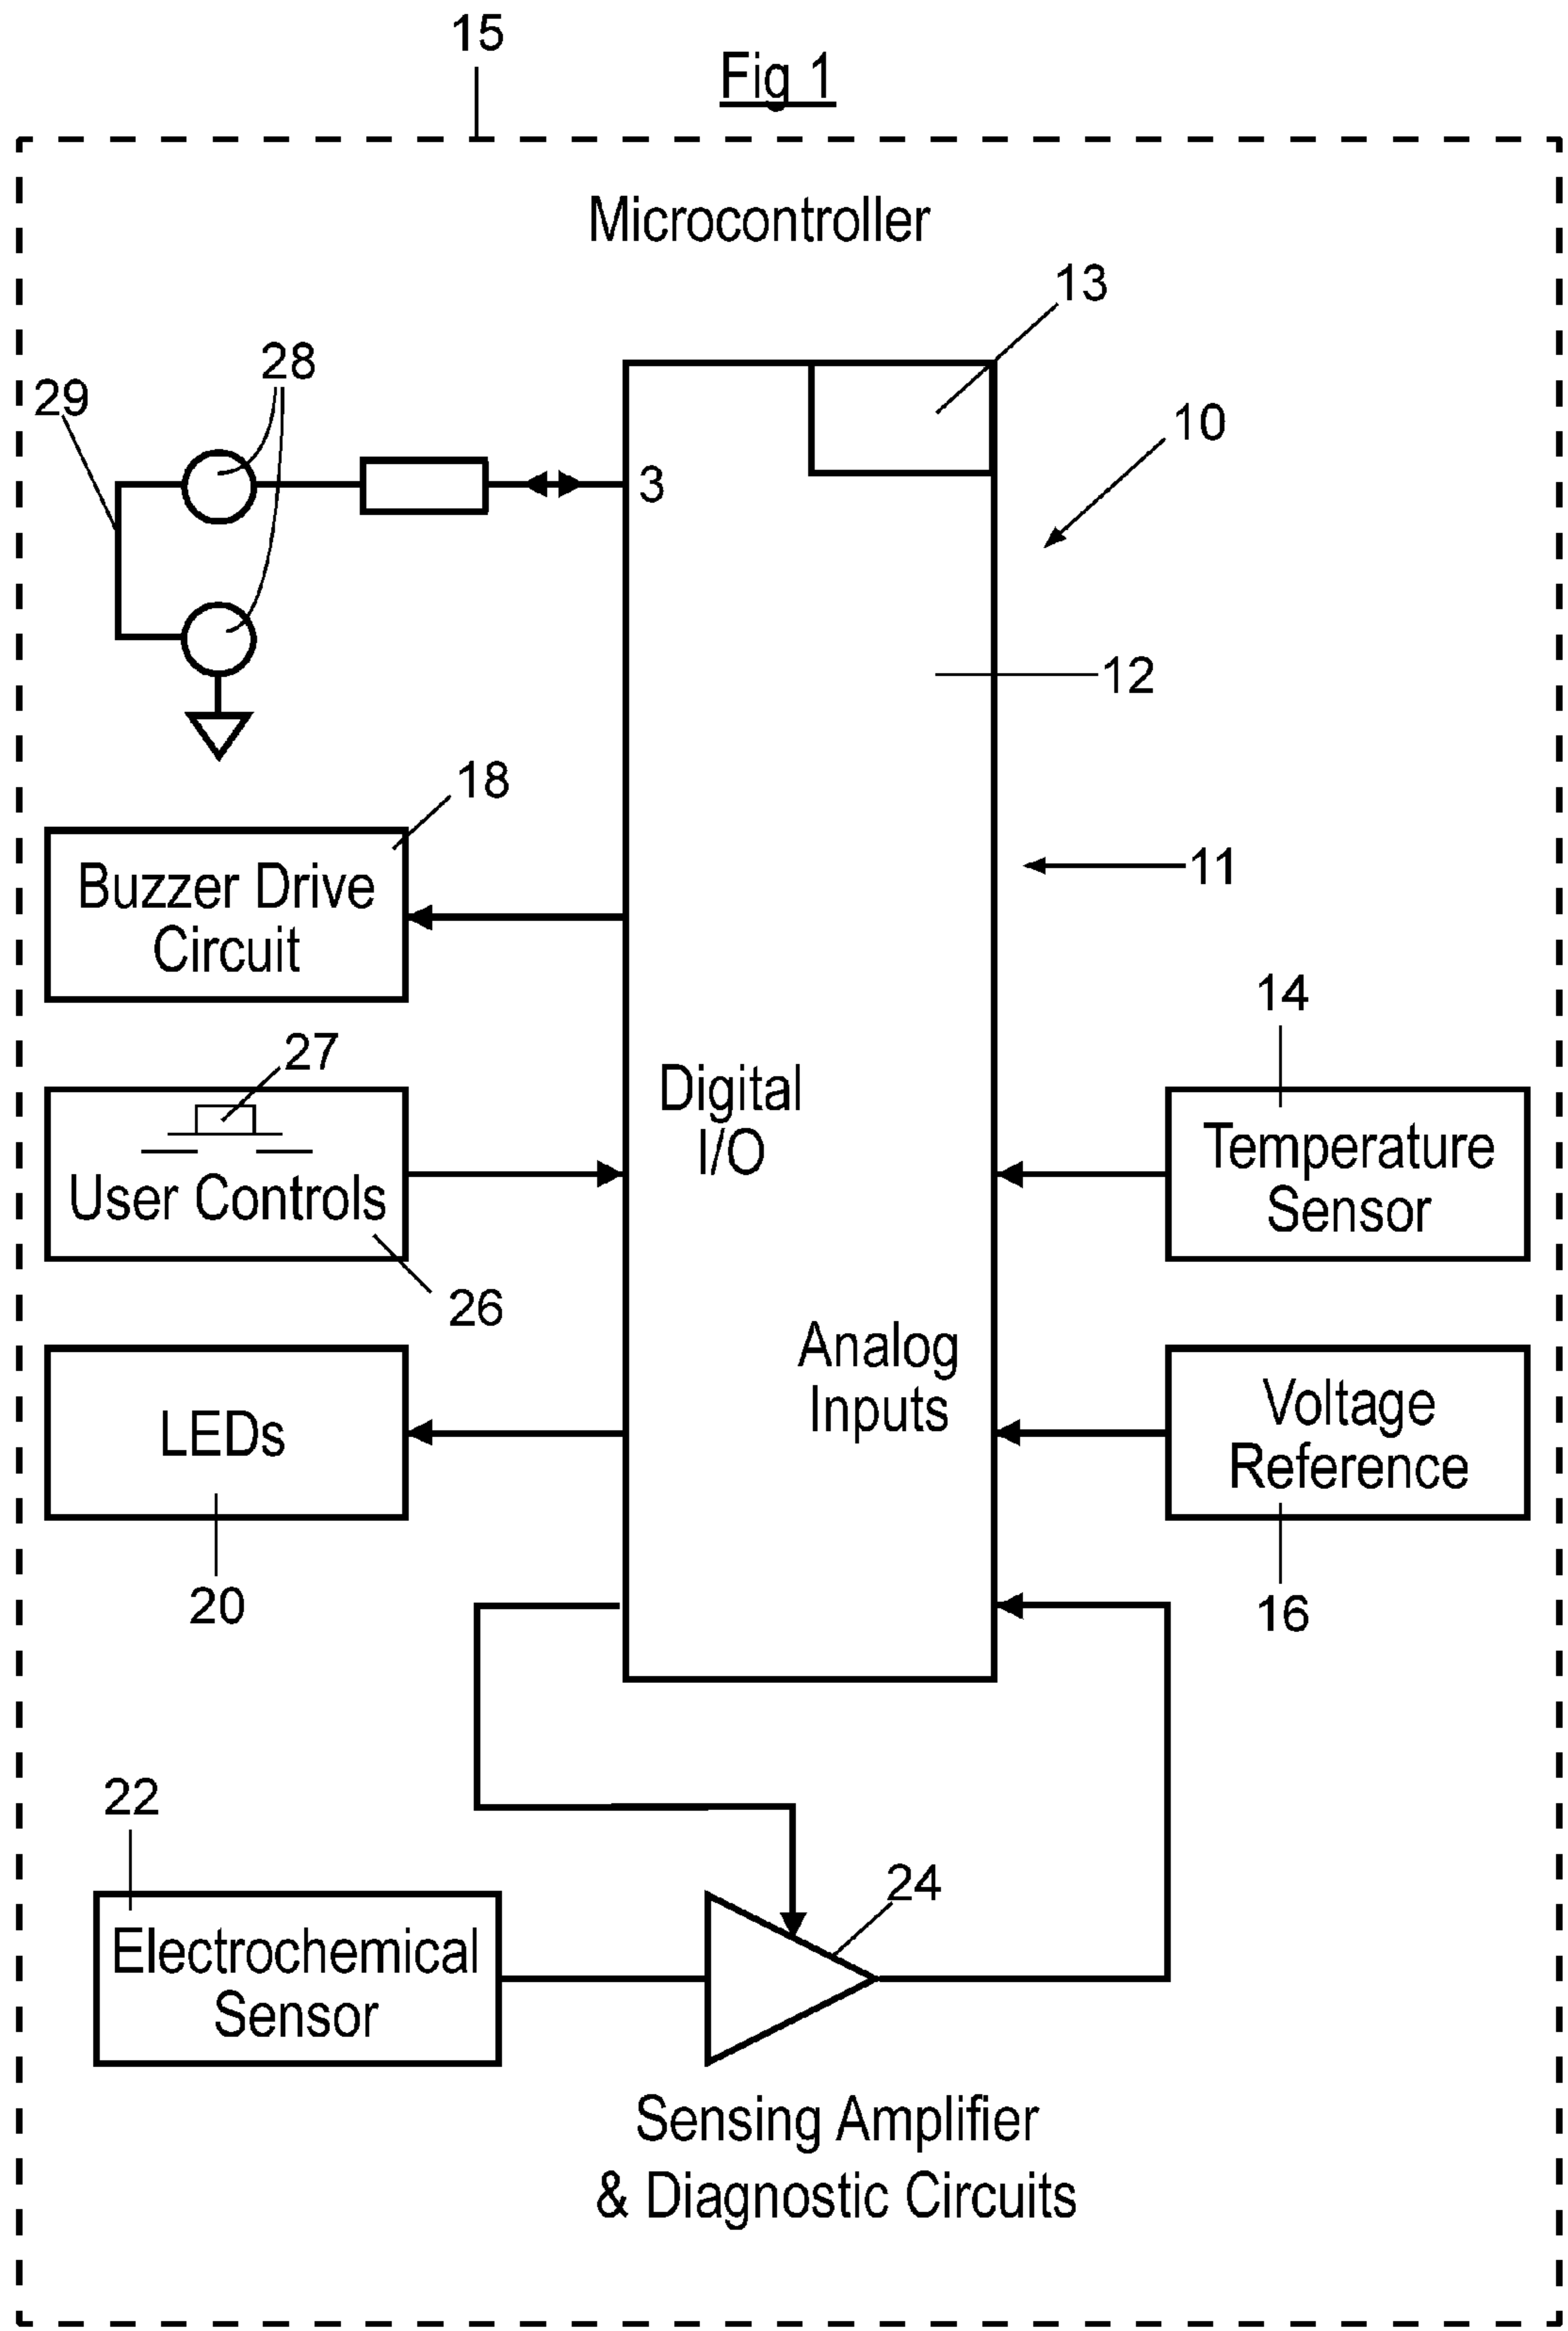 15
Fig 1
Microcontroller
13
28
29
10
3
12
18
Buzzer Drive
Circuit
11
14
27
Digital
I/O
User Controls
Temperature
Sensor
26
Analog
Inputs
LEDs
Voltage
Reference
20
16
22
24
Electrochemical
Sensor
Sensing Amplifier
& Diagnostic Circuits